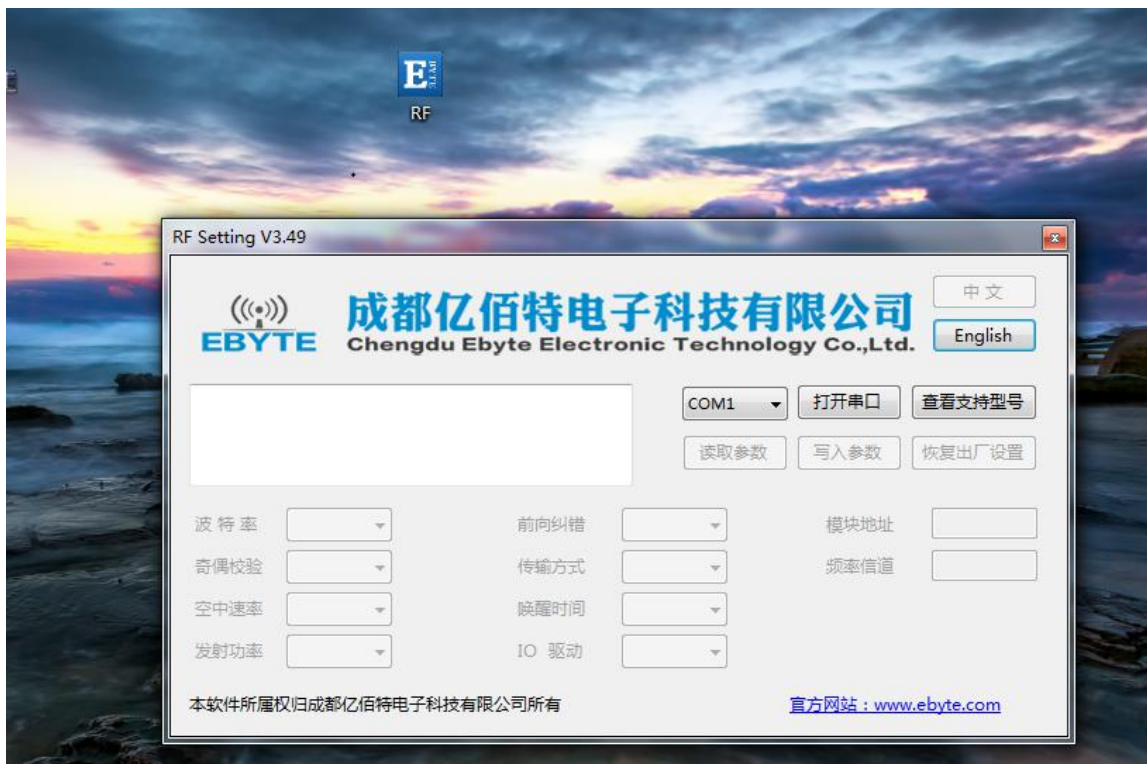 E BYTE
RF
RF Setting V3.49
EBYTE
成都亿佰特电子科技有限公司
Chengdu Ebyte Electronic Technology Co.,Ltd.
中 文
English
COM1 打开串口 查看支持型号
读取参数 写入参数 恢复出厂设置
波 特 率 前向纠错 模块地址
奇偶校验 传输方式 频率信道
空中速率 唤醒时间
发射功率 IO 驱动
本软件所属权归成都亿佰特电子科技有限公司所有 官方网站：www.ebyte.com